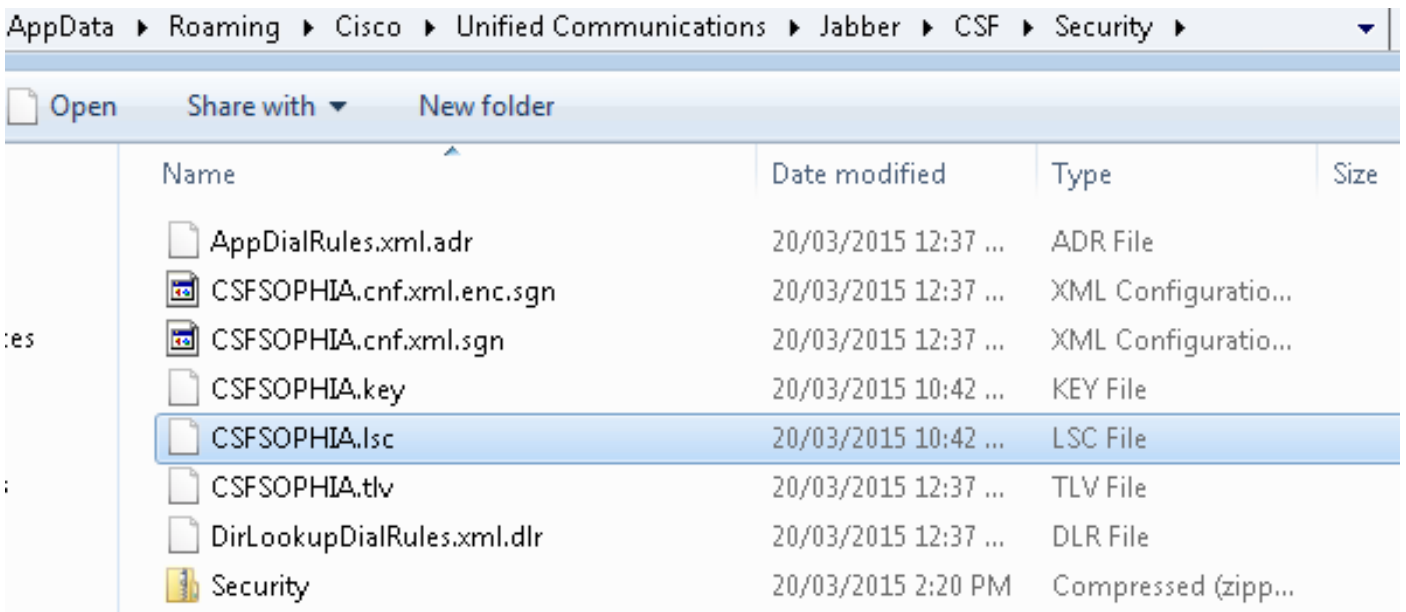 AppData ▸ Roaming ▸ Cisco ▸ Unified Communications ▸ Jabber ▸ CSF ▸ Security ▸
Open Share with New folder
Name Date modified Type Size
AppDialRules.xml.adr 20/03/2015 12:37 ... ADR File
CSFSOPHIA.cnf.xml.enc.sgn 20/03/2015 12:37 ... XML Configuratio...
:es CSFSOPHIA.cnf.xml.sgn 20/03/2015 12:37 ... XML Configuratio...
CSFSOPHIA.key 20/03/2015 10:42 ... KEY File
CSFSOPHIA.lsc 20/03/2015 10:42 ... LSC File
CSFSOPHIA.tlv 20/03/2015 12:37 ... TLV File
DirLookupDialRules.xml.dlr 20/03/2015 12:37 ... DLR File
Security 20/03/2015 2:20 PM Compressed (zipp...